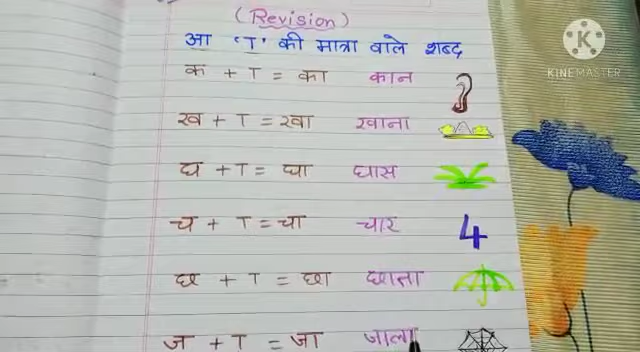 (Revision)
आ 'ा' की मात्रा वाले शब्द
क + ा = का कान
ख + ा = खा खाना
घ + ा = घा घास
च + ा = चा चार 4
छ + ा = छा छाता
ज + ा = जा जाला
K
KINEMASTER